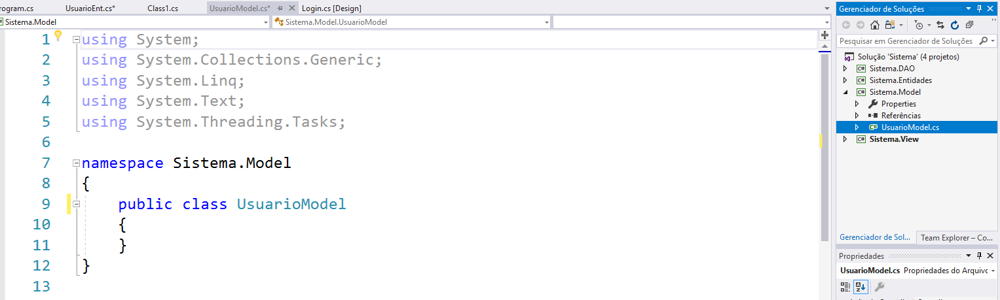 rogram.cs UsuarioEnt.cs* Class1.cs UsuarioModel.cs* Login.cs [Design]
Sistema.Model Sistema.Model.UsuarioModel
1 using System;
2 using System.Collections.Generic;
3 using System.Linq;
4 using System.Text;
5 using System.Threading.Tasks;
6
7 namespace Sistema.Model
8 {
9 public class UsuarioModel
10 {
11 }
12 }
13
Gerenciador de Soluções
Pesquisar em Gerenciador de Soluções
Solução 'Sistema' (4 projetos)
C# Sistema.DAO
C# Sistema.Entidades
C# Sistema.Model
Properties
Referências
C# UsuarioModel.cs
C# Sistema.View
Gerenciador de Sol... Team Explorer – Co...
Propriedades
UsuarioModel.cs Propriedades do Arquivo